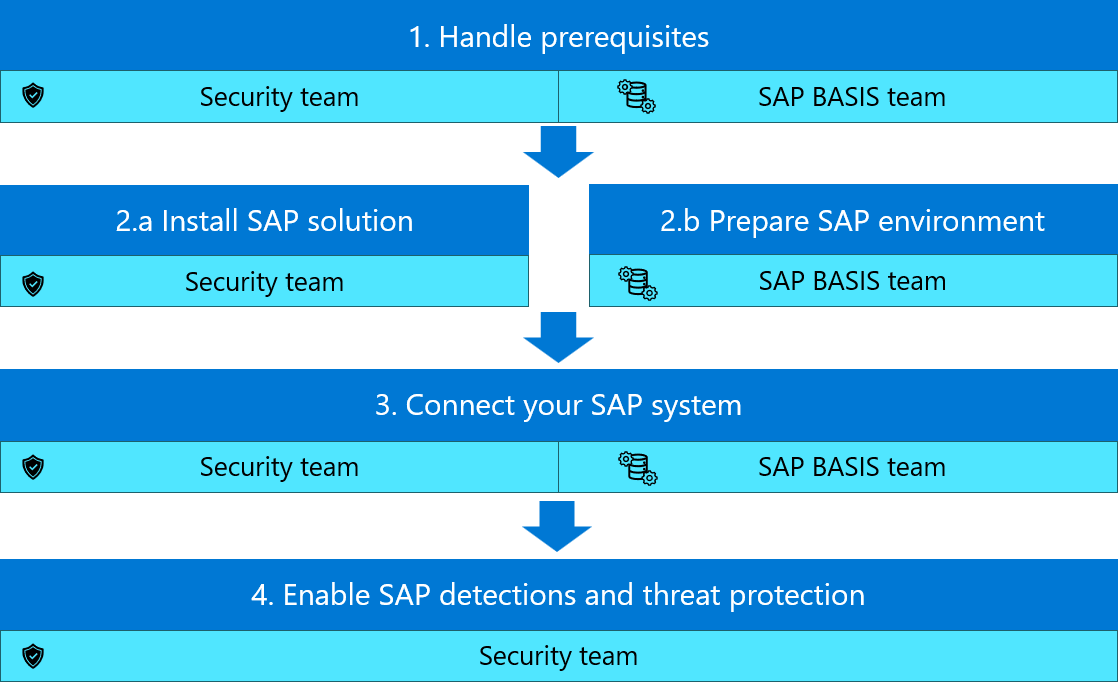 1. Handle prerequisites
Security team
SAP BASIS team
2.a Install SAP solution
Security team
2.b Prepare SAP environment
SAP BASIS team
3. Connect your SAP system
Security team
SAP BASIS team
4. Enable SAP detections and threat protection
Security team